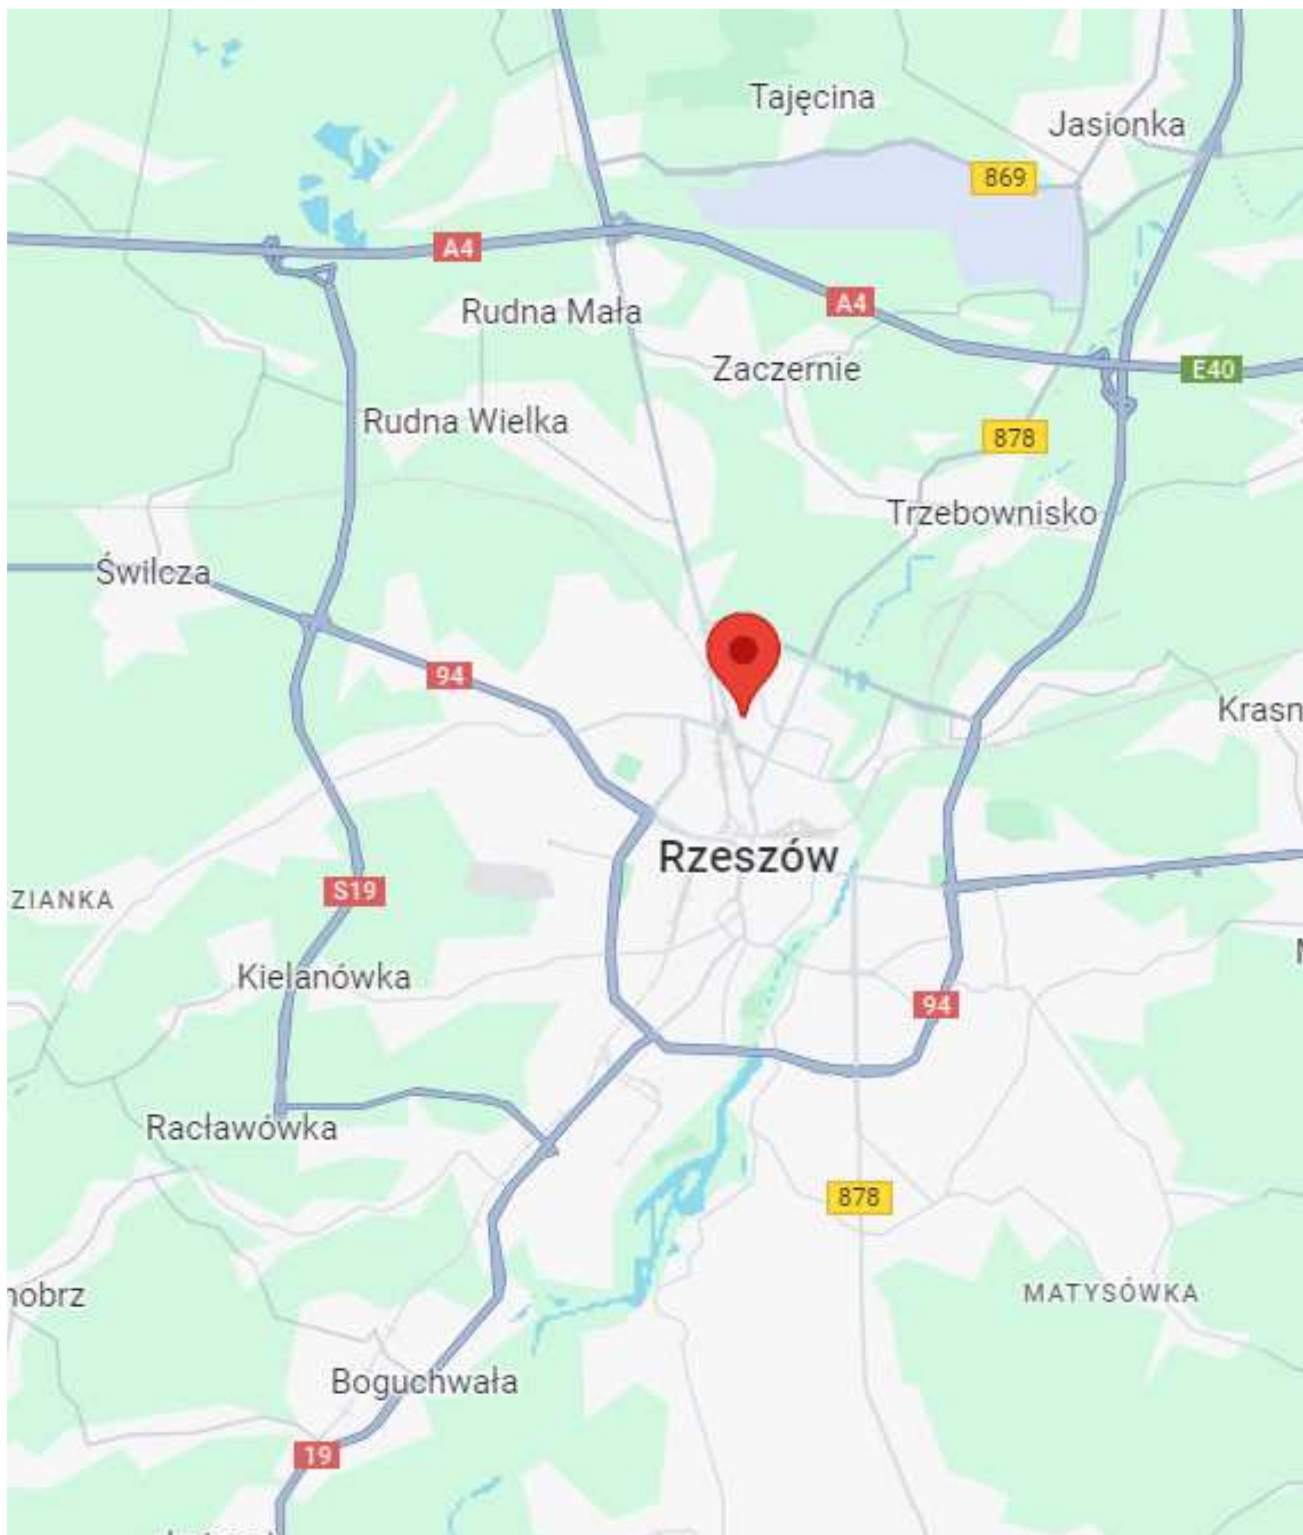 Tajęcina
Jasionka
869
A4
Rudna Mała
A4
Zaczernie
E40
Rudna Wielka
878
Trzebownisko
Świlcza
94
Krasn
Rzeszów
S19
ZIANKA
Kielanówka
94
Racławówka
878
MATYSÓWKA
Boguchwała
19